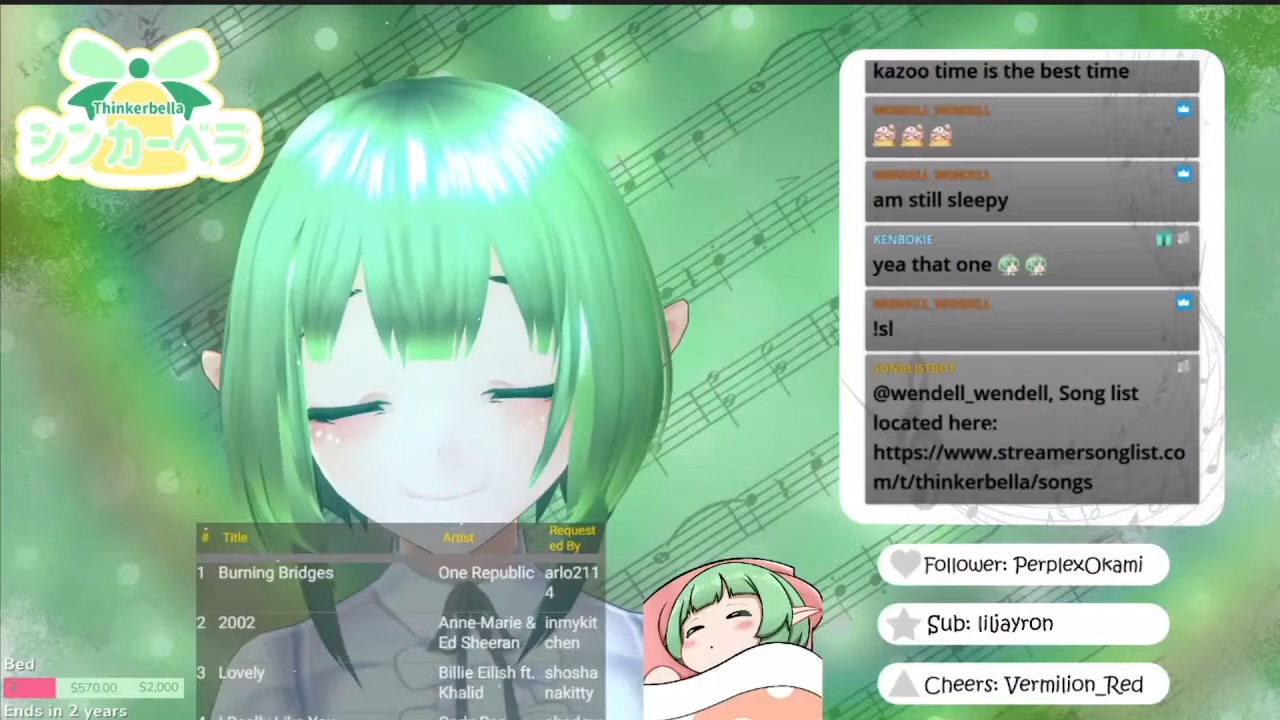 Thinkerbella
シンカーベラ
kazoo time is the best time
WENDELL_WENDELL
WENDELL_WENDELL
am still sleepy
KENBOKIE
yea that one
WENDELL_WENDELL
!sl
SONGLISTBOT
@wendell_wendell, Song list
located here:
https://www.streamersonglist.co
m/t/thinkerbella/songs
# Title Artist Request
ed By
1 Burning Bridges One Republic arlo211
4
2 2002 Anne-Marie & inmykit
Ed Sheeran chen
3 Lovely Billie Eilish ft. shosha
Khalid nakitty
Follower: PerplexOkami
Sub: liljayron
Cheers: Vermilion_Red
Bed
$570.00 $2,000
Ends in 2 years